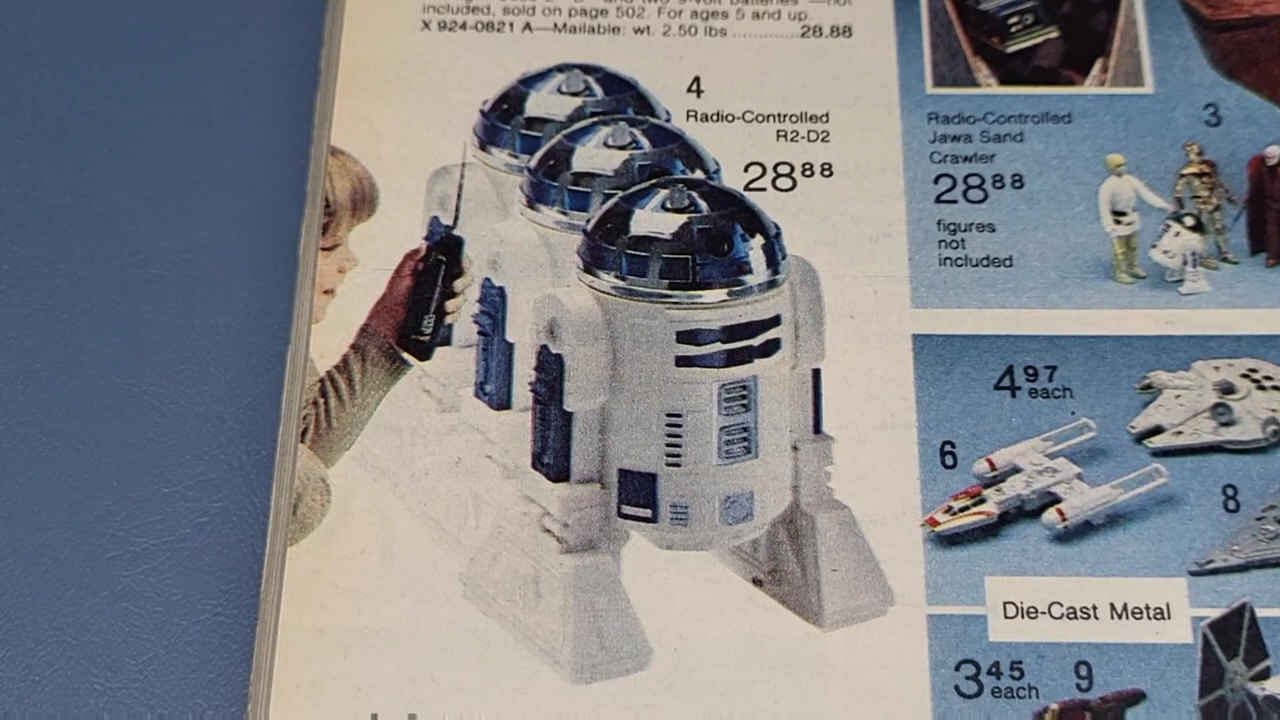 included, sold on page 502. For ages 5 and up.
X 924-0821 A—Mailable: wt. 2.50 lbs ............28.88
4
Radio-Controlled
R2-D2
28 88
Radio-Controlled
Jawa Sand
Crawler
28 88
figures
not
included
3
4 97
each
6
8
Die-Cast Metal
3 45
each
9